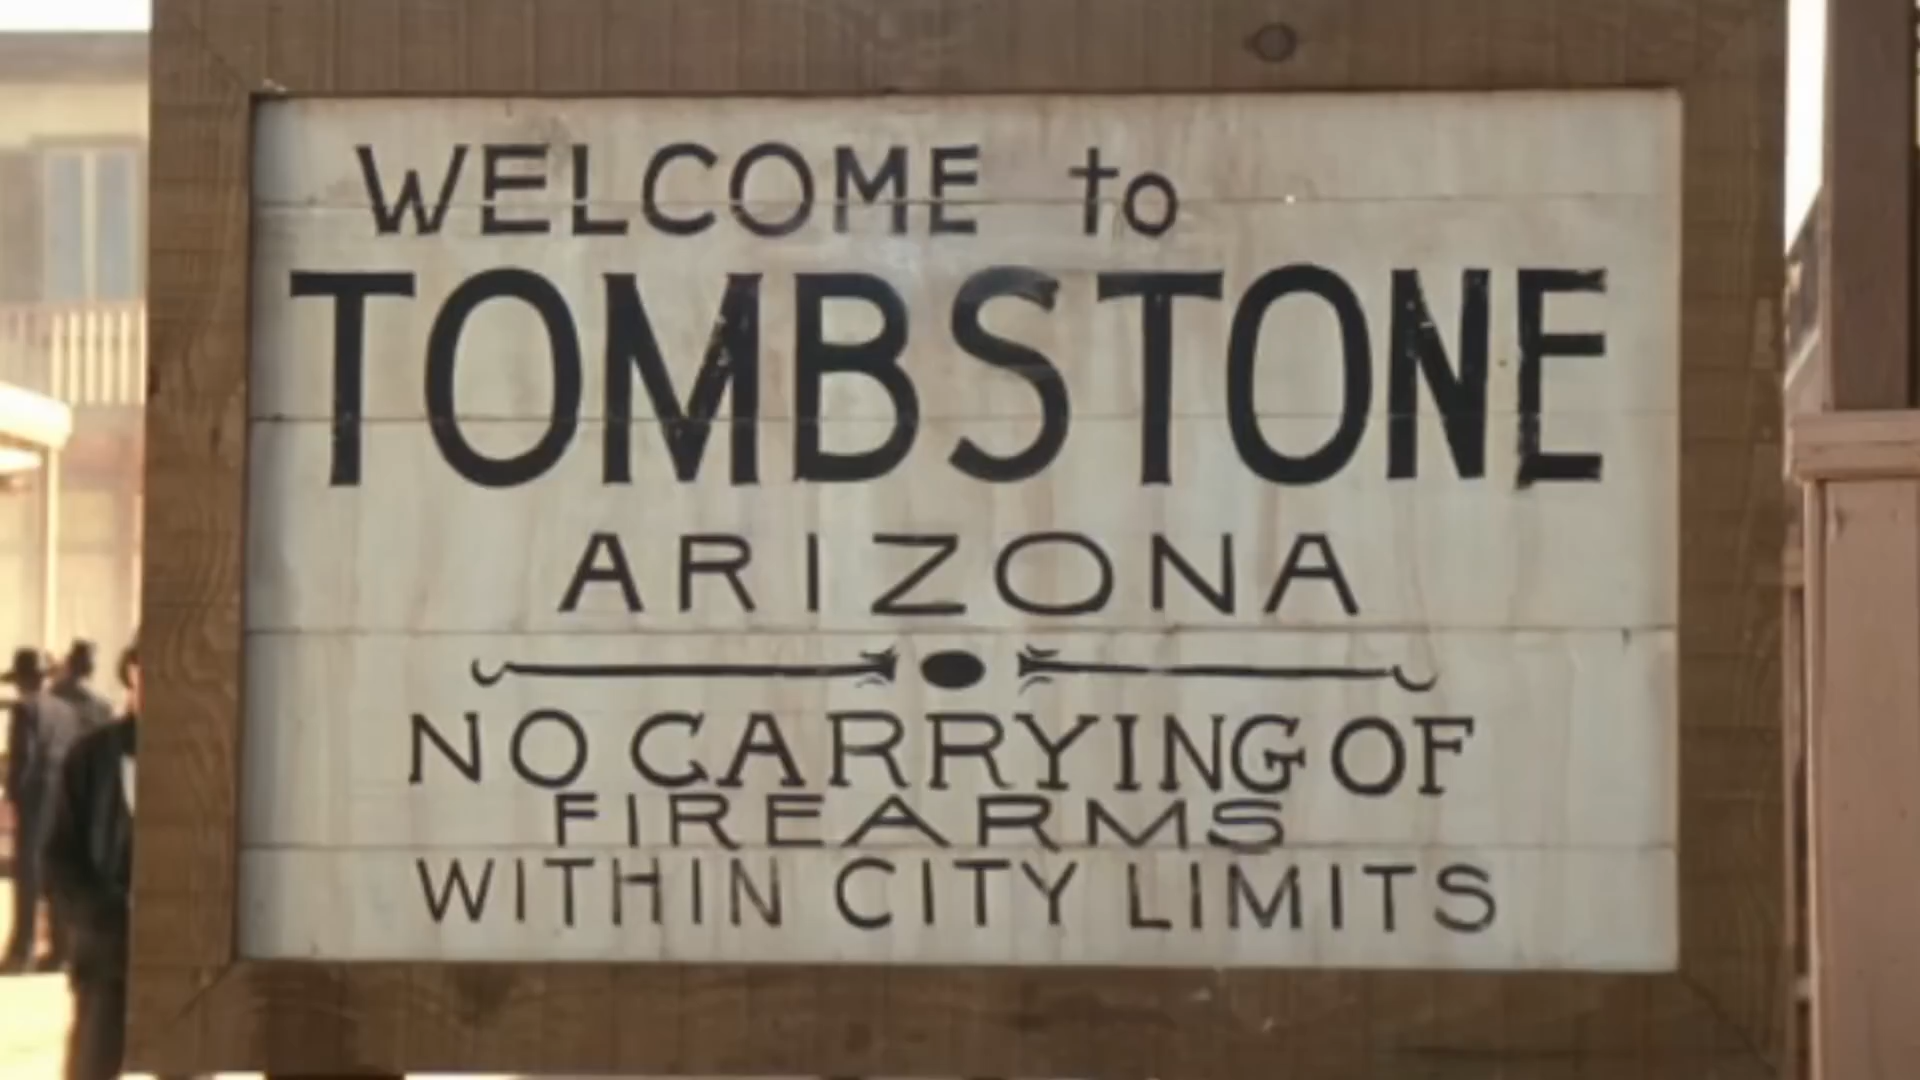 WELCOME to
TOMBSTONE
ARIZONA
NO CARRYING OF
FIREARMS
WITHIN CITY LIMITS